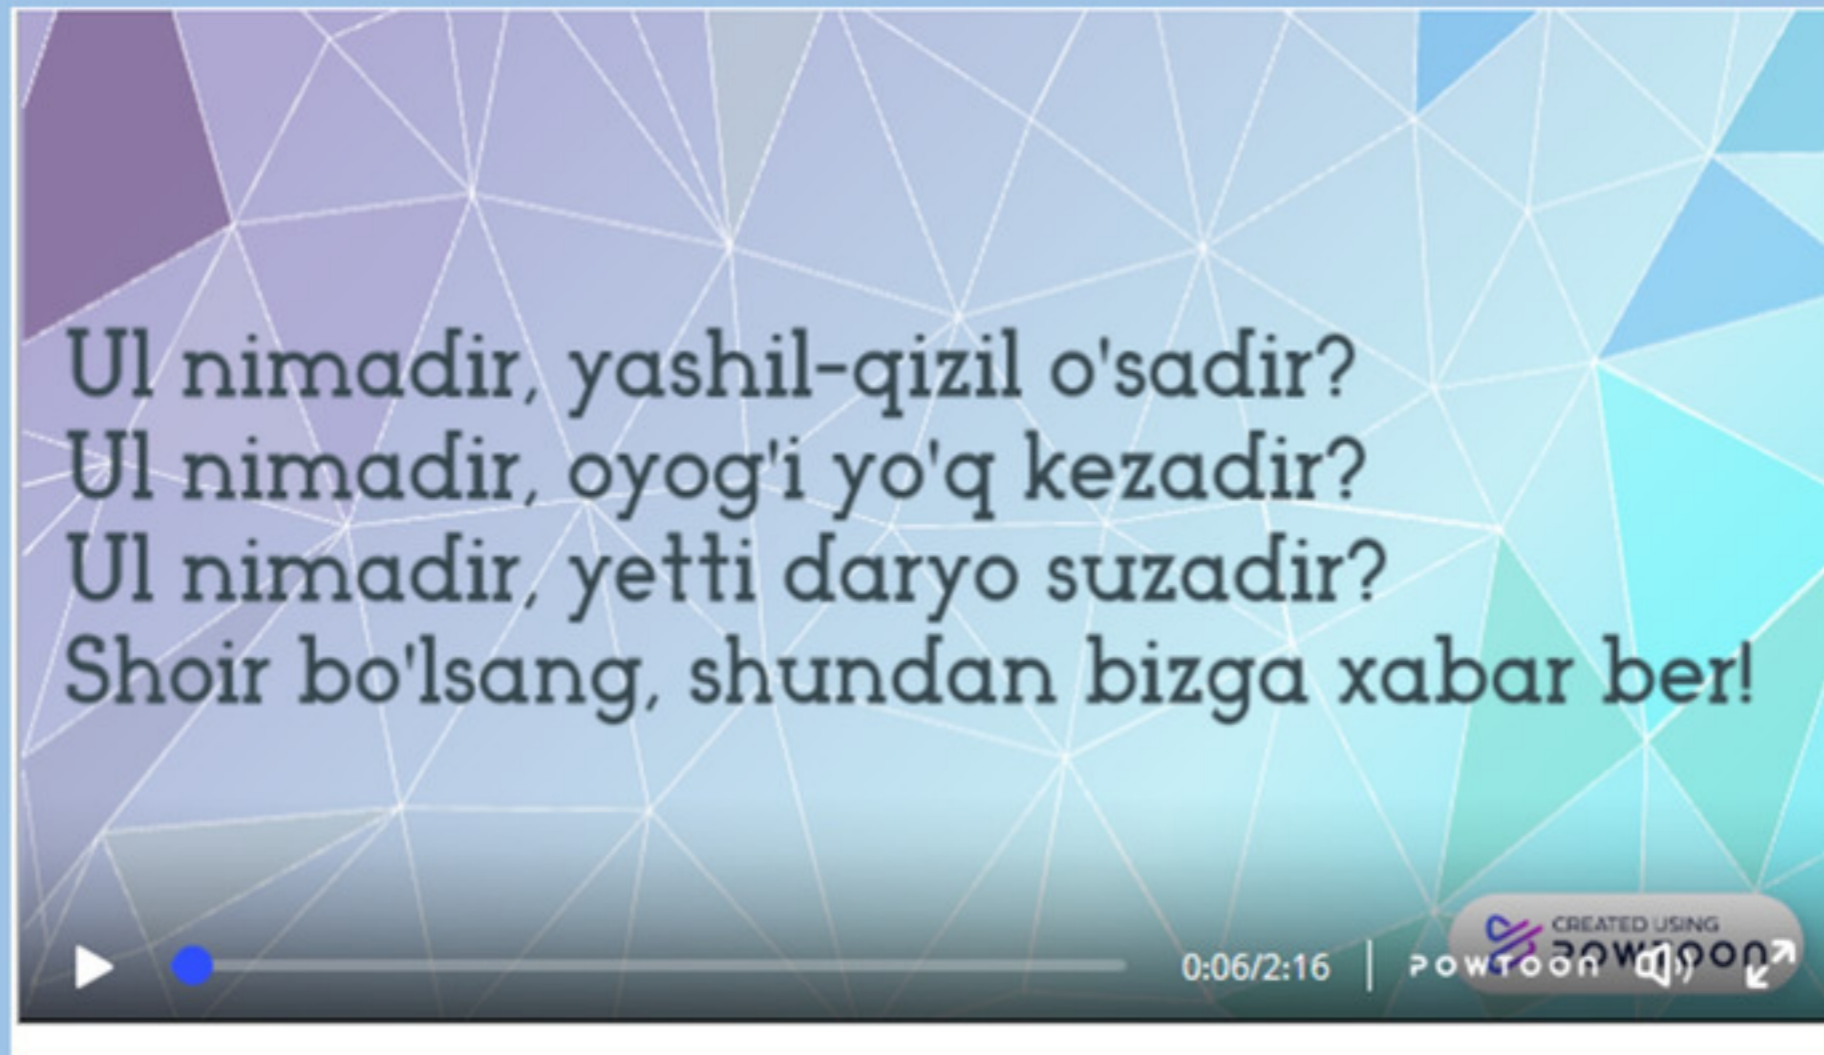 Ul nimadir, yashil-qizil o'sadir?
Ul nimadir, oyog'i yo'q kezadir?
Ul nimadir, yetti daryo suzadir?
Shoir bo'lsang, shundan bizga xabar ber!
CREATED USING
POWTOON
0:06/2:16
POWTOON